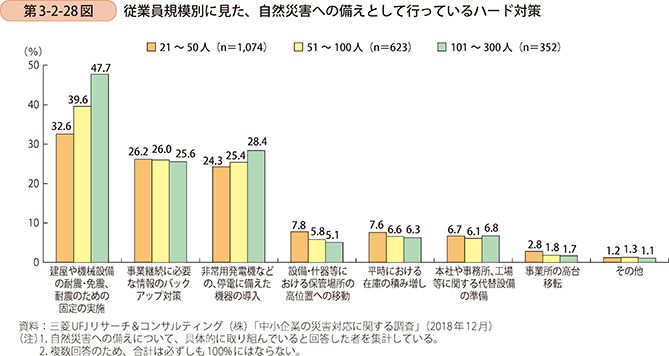 第3-2-28図 従業員規模別に見た、自然災害への備えとして行っているハード対策
(%)
21～50人(n=1,074) 51～100人(n=623) 101～300人(n=352)
50
40
30
20
10
0
32.6 39.6 47.7
26.2 26.0 25.6
24.3 25.4 28.4
7.8 5.8 5.1
7.6 6.6 6.3
6.7 6.1 6.8
2.8 1.8 1.7
1.2 1.3 1.1
建屋や機械設備
の耐震・免震、
耐震のための
固定の実施
事業継続に必要
な情報のバック
アップ対策
非常用発電機など
の、停電に備えた
機器の導入
設備・什器等に
おける保管場所の
高位置への移動
平時における
在庫の積み増し
本社や事務所、工場
等に関する代替設備
の準備
事業所の高台
移転
その他
資料：三菱UFJリサーチ&コンサルティング（株）「中小企業の災害対応に関する調査」（2018年12月）
(注)1. 自然災害への備えについて、具体的に取り組んでいると回答した者を集計している。
2. 複数回答のため、合計は必ずしも100%にはならない。